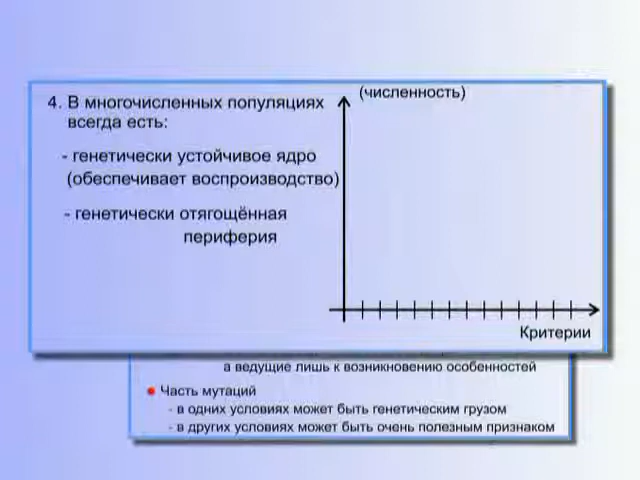 4. В многочисленных популяциях
всегда есть:
- генетически устойчивое ядро
(обеспечивает воспроизводство)
- генетически отягощённая
периферия
(численность)
Критерии
а ведущие лишь к возникновению особенностей
Часть мутаций
- в одних условиях может быть генетическим грузом
- в других условиях может быть очень полезным признаком